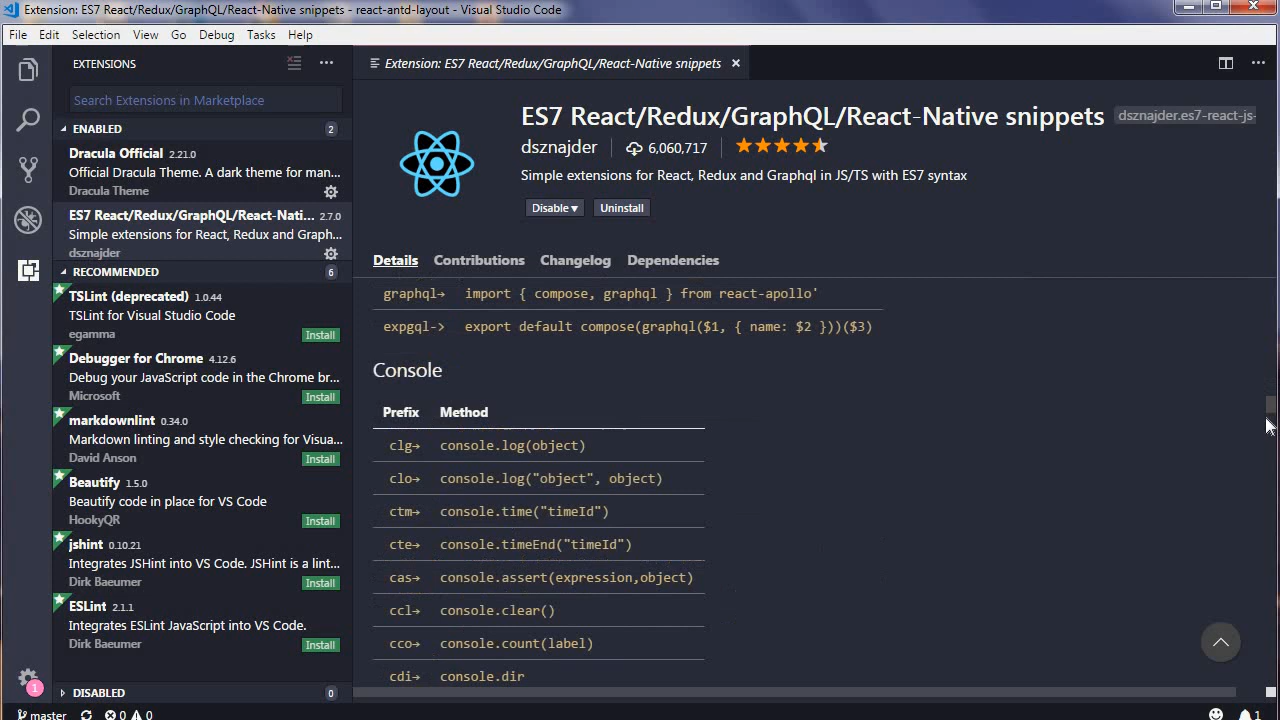 Extension: ES7 React/Redux/GraphQL/React-Native snippets - react-antd-layout - Visual Studio Code
File Edit Selection View Go Debug Tasks Help
EXTENSIONS
Search Extensions in Marketplace
ENABLED 2
Dracula Official 2.21.0
Official Dracula Theme. A dark theme for man...
Dracula Theme
ES7 React/Redux/GraphQL/React-Nati... 2.7.0
Simple extensions for React, Redux and Graph...
dsznajder
RECOMMENDED 6
TSLint (deprecated) 1.0.44
TSLint for Visual Studio Code
egamma Install
Debugger for Chrome 4.12.6
Debug your JavaScript code in the Chrome br...
Microsoft Install
markdownlint 0.34.0
Markdown linting and style checking for Visua...
David Anson Install
Beautify 1.5.0
Beautify code in place for VS Code
HookyQR Install
jshint 0.10.21
Integrates JSHint into VS Code. JSHint is a lint...
Dirk Baeumer Install
ESLint 2.1.1
Integrates ESLint JavaScript into VS Code.
Dirk Baeumer Install
DISABLED 0
Extension: ES7 React/Redux/GraphQL/React-Native snippets ×
ES7 React/Redux/GraphQL/React-Native snippets dsznajder.es7-react-js-
dsznajder 6,060,717
Simple extensions for React, Redux and Graphql in JS/TS with ES7 syntax
Disable▾ Uninstall
Details Contributions Changelog Dependencies
graphql→ import { compose, graphql } from react-apollo'
expgql-> export default compose(graphql($1, { name: $2 }))($3)
Console
Prefix Method
clg→ console.log(object)
clo→ console.log("object", object)
ctm→ console.time("timeId")
cte→ console.timeEnd("timeId")
cas→ console.assert(expression,object)
ccl→ console.clear()
cco→ console.count(label)
cdi→ console.dir
1
master 0 0 1